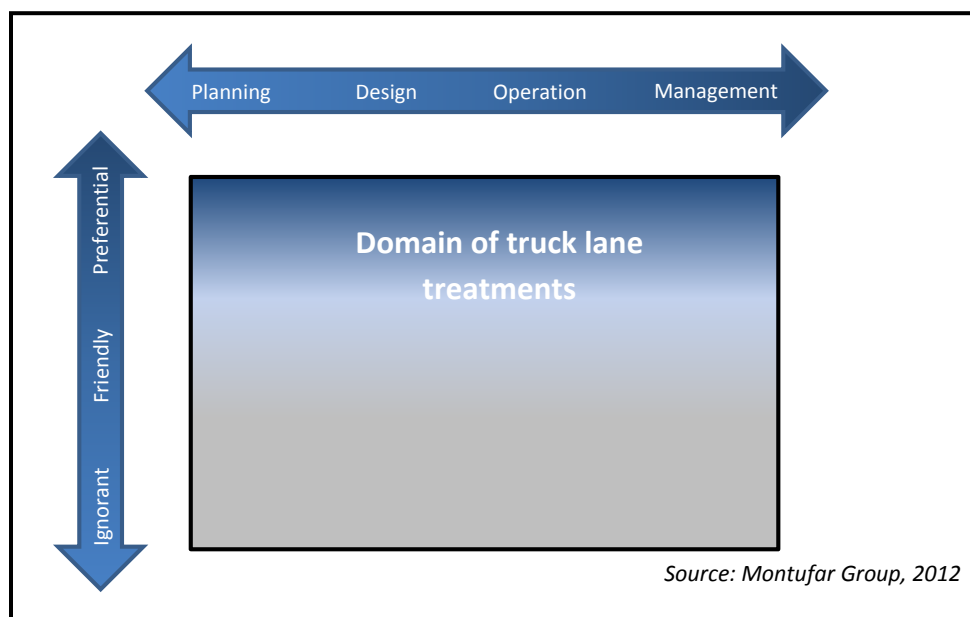 Planning Design Operation Management
Preferential
Friendly
Ignorant
Domain of truck lane
treatments
Source: Montufar Group, 2012